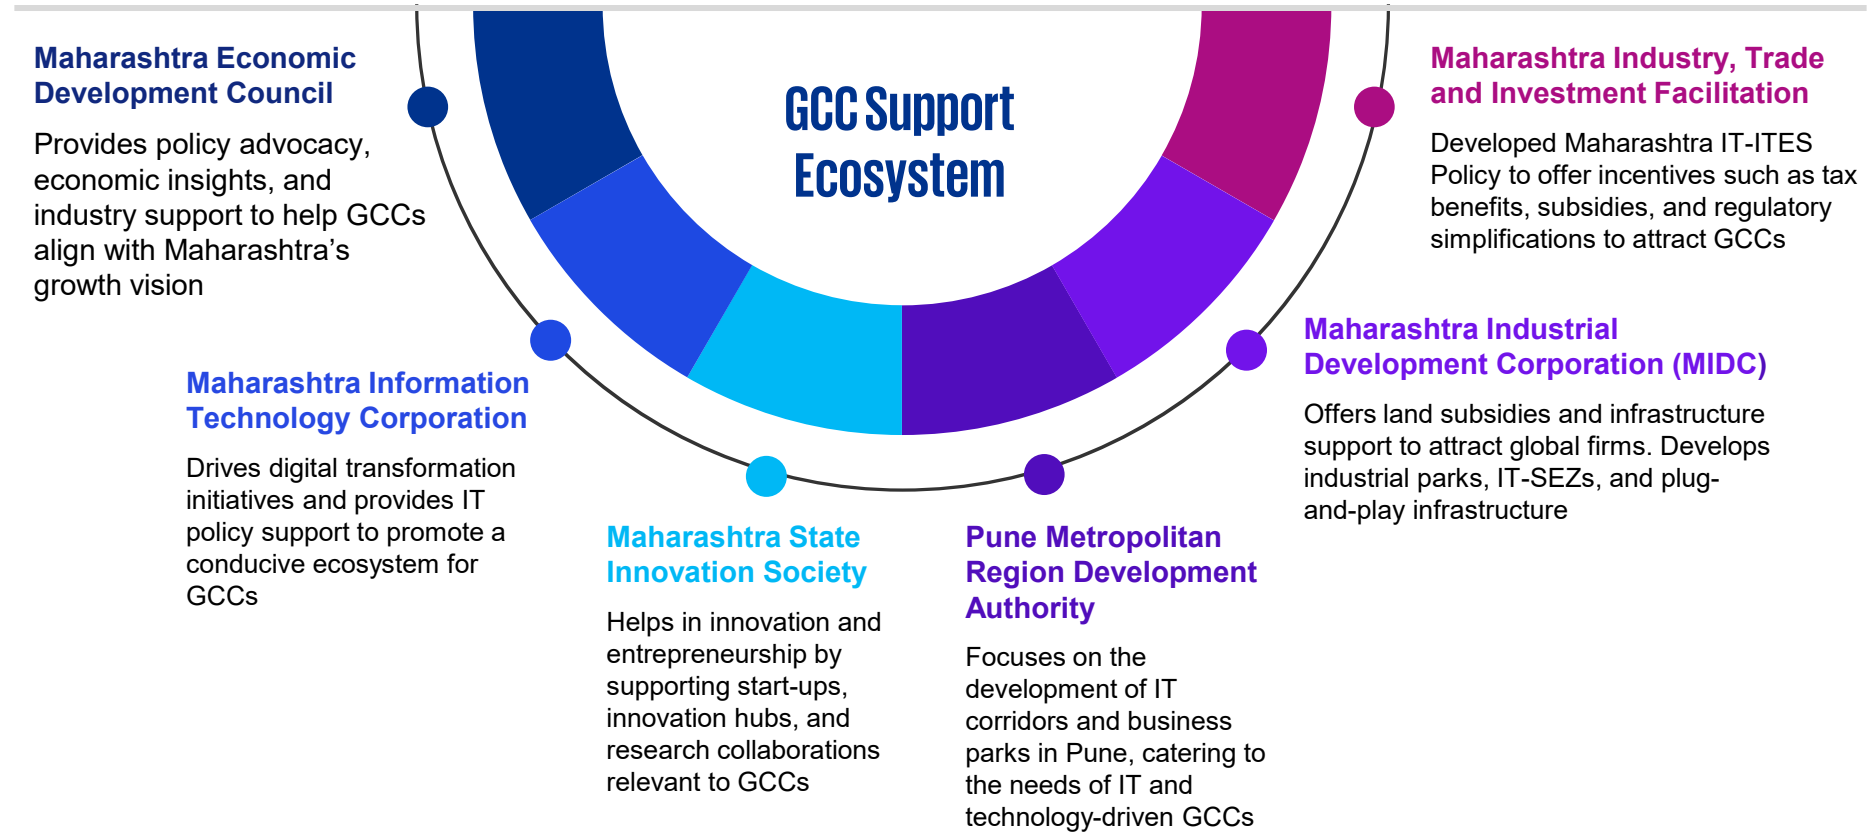 GCC Support
Ecosystem
Maharashtra Economic
Development Council
Provides policy advocacy,
economic insights, and
industry support to help GCCs
align with Maharashtra’s
growth vision
Maharashtra Information
Technology Corporation
Drives digital transformation
initiatives and provides IT
policy support to promote a
conducive ecosystem for
GCCs
Maharashtra State
Innovation Society
Helps in innovation and
entrepreneurship by
supporting start-ups,
innovation hubs, and
research collaborations
relevant to GCCs
Pune Metropolitan
Region Development
Authority
Focuses on the
development of IT
corridors and business
parks in Pune, catering to
the needs of IT and
technology-driven GCCs
Maharashtra Industrial
Development Corporation (MIDC)
Offers land subsidies and infrastructure
support to attract global firms. Develops
industrial parks, IT-SEZs, and plug-
and-play infrastructure
Maharashtra Industry, Trade
and Investment Facilitation
Developed Maharashtra IT-ITES
Policy to offer incentives such as tax
benefits, subsidies, and regulatory
simplifications to attract GCCs